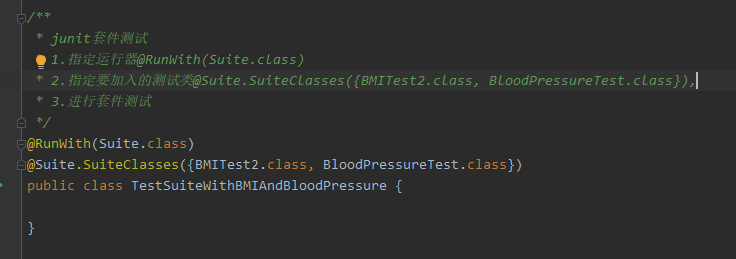 /**
 * junit套件测试
 * 1.指定运行器@RunWith(Suite.class)
 * 2.指定要加入的测试类@Suite.SuiteClasses({BMITest2.class, BloodPressureTest.class}),
 * 3.进行套件测试
 */
@RunWith(Suite.class)
@Suite.SuiteClasses({BMITest2.class, BloodPressureTest.class})
public class TestSuiteWithBMIAndBloodPressure {
}